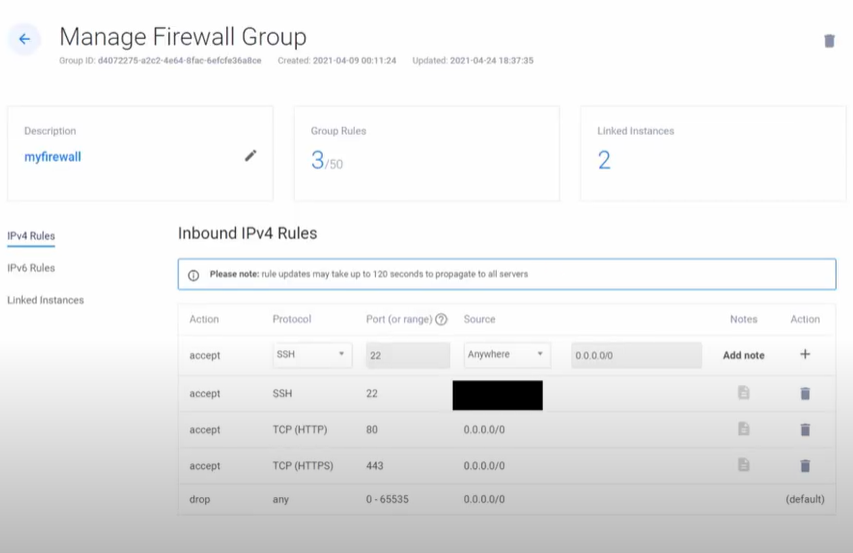 Manage Firewall Group
Group ID: d4072275-a2c2-4e64-8fac-6efcfe36a8ce Created: 2021-04-09 00:11:24 Updated: 2021-04-24 18:37:35
Description
myfirewall
Group Rules
3/50
Linked Instances
2
IPv4 Rules
IPv6 Rules
Linked Instances
Inbound IPv4 Rules
Please note: rule updates may take up to 120 seconds to propagate to all servers
Action Protocol Port (or range) Source Notes Action
accept SSH 22 Anywhere 0.0.0.0/0 Add note +
accept SSH 22
accept TCP (HTTP) 80 0.0.0.0/0
accept TCP (HTTPS) 443 0.0.0.0/0
drop any 0 - 65535 0.0.0.0/0 (default)